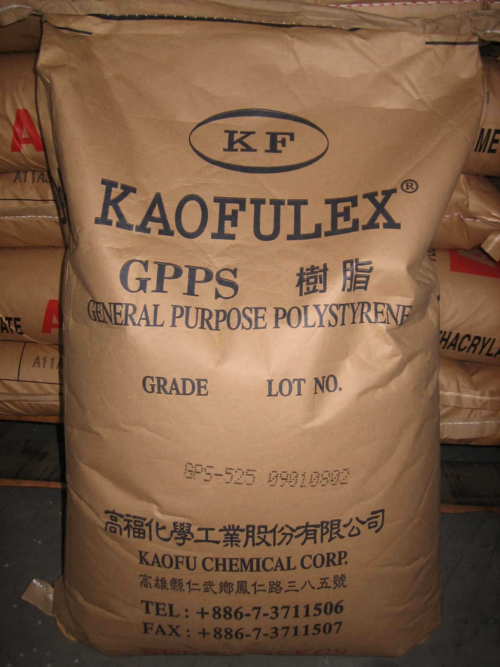 KF
KAOFULEX®
GPPS 樹脂
GENERAL PURPOSE POLYSTYRENE
GRADE LOT NO.
GPS-525 09010902
高福化學工業股份有限公司
KAOFU CHEMICAL CORP.
高雄縣仁武鄉鳳仁路三八五號
TEL : +886-7-3711506
FAX : +886-7-3711507